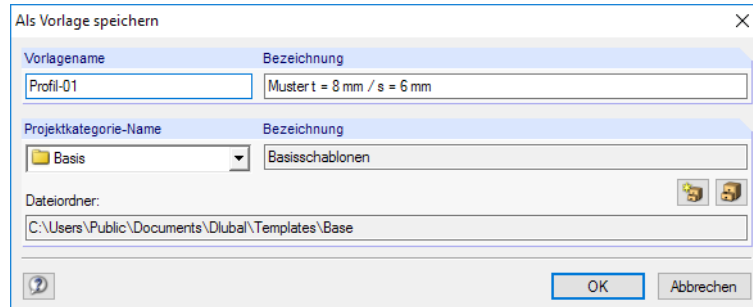 Als Vorlage speichern
Vorlagename Bezeichnung
Profil-01 Muster t = 8 mm / s = 6 mm
Projektkategorie-Name Bezeichnung
Basis Basisschablonen
Dateiordner:
C:\Users\Public\Documents\Dlubal\Templates\Base
OK Abbrechen